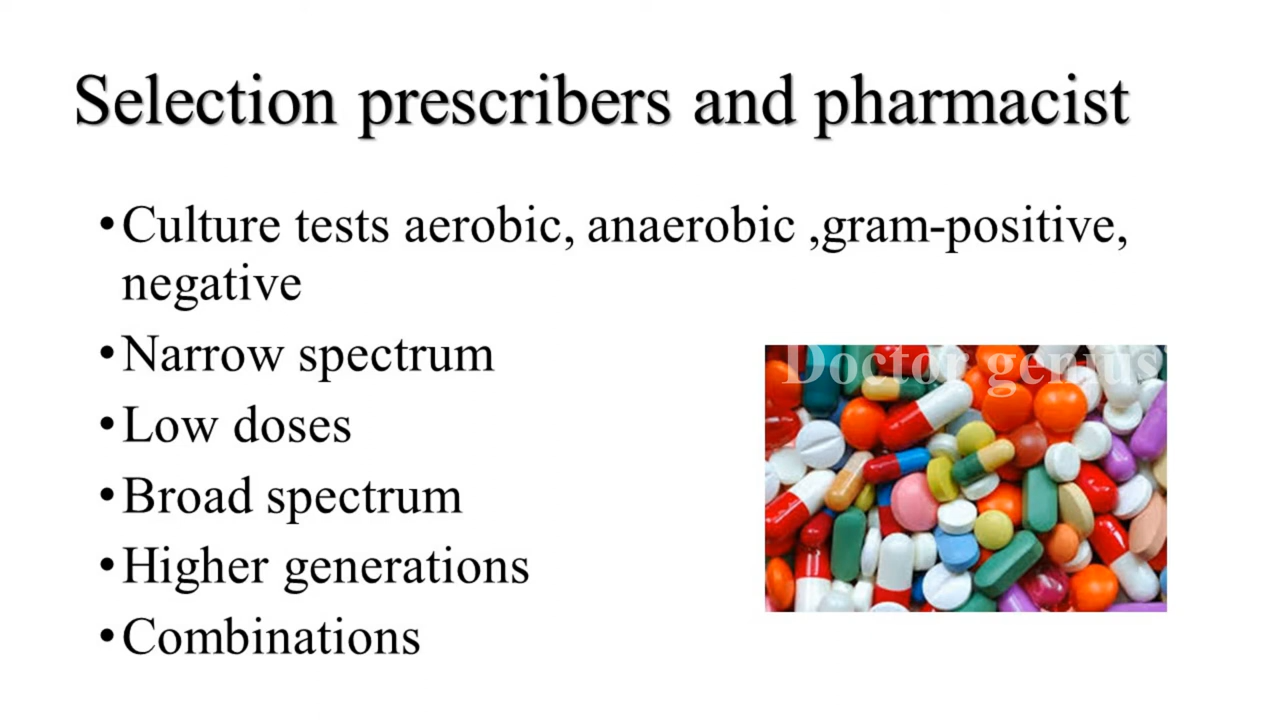 Selection prescribers and pharmacist
•Culture tests aerobic, anaerobic ,gram-positive,
negative
•Narrow spectrum
Doctor genius
•Low doses
•Broad spectrum
•Higher generations
•Combinations